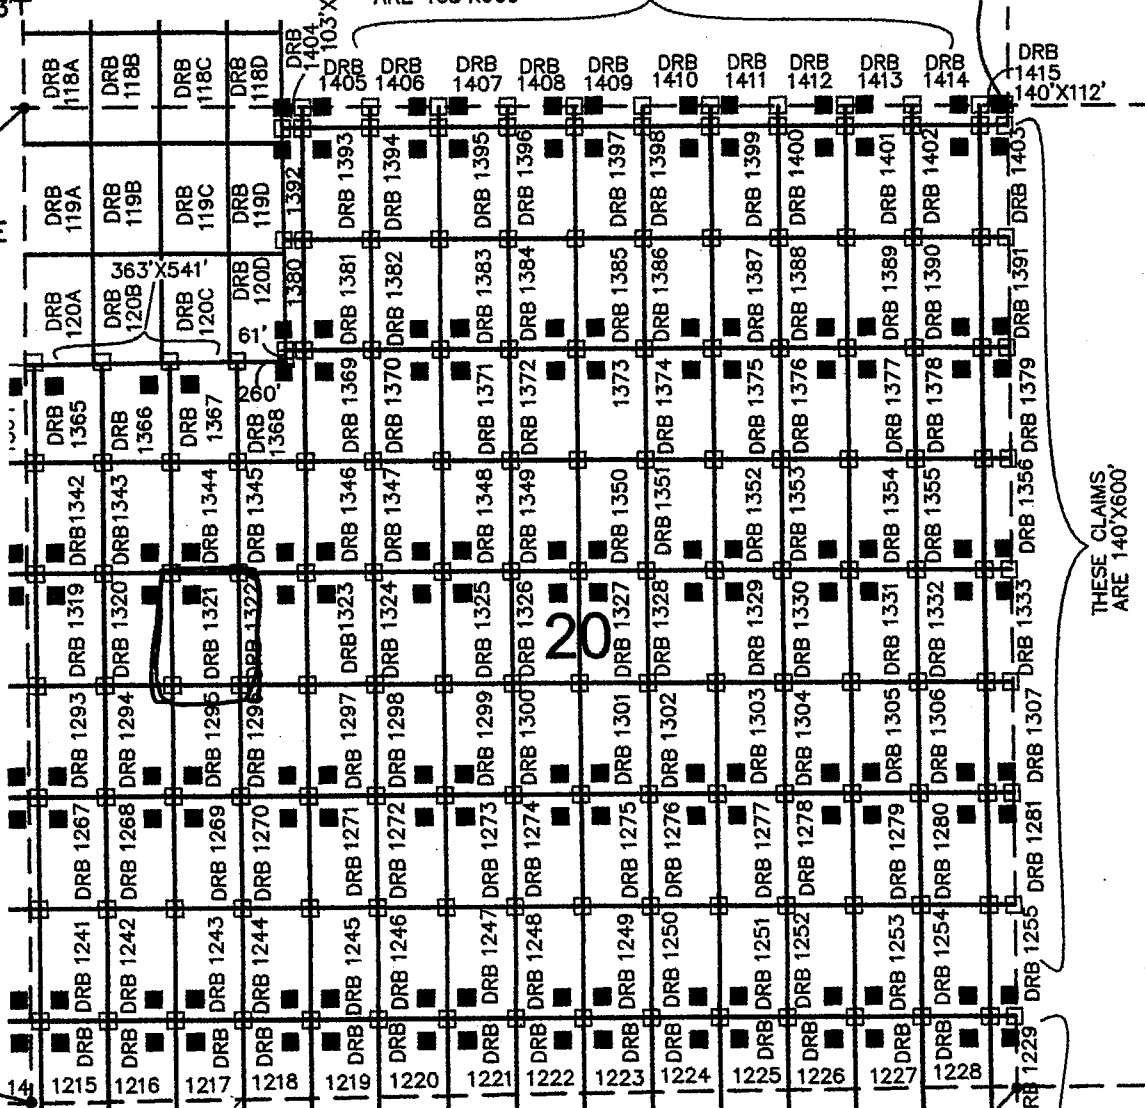 3'T
ARE
DRB 118A
DRB 118B
DRB 118C
DRB 118D
DRB 1404 103'X
DRB 1405
DRB 1406
DRB 1407
DRB 1408
DRB 1409
DRB 1410
DRB 1411
DRB 1412
DRB 1413
DRB 1414
DRB 1415
140'X112'
DRB 119A
DRB 119B
DRB 119C
DRB 119D
1392
DRB 1393
DRB 1394
DRB 1395
DRB 1396
DRB 1397
DRB 1398
DRB 1399
DRB 1400
DRB 1401
DRB 1402
DRB 1403
363'X541'
DRB 120A
DRB 120B
DRB 120C
DRB 120D
1380
DRB 1381
DRB 1382
DRB 1383
DRB 1384
DRB 1385
DRB 1386
DRB 1387
DRB 1388
DRB 1389
DRB 1390
DRB 1391
61'
260'
DRB 1365
DRB 1366
DRB 1367
DRB 1368
DRB 1369
DRB 1370
DRB 1371
DRB 1372
1373
DRB 1374
DRB 1375
DRB 1376
DRB 1377
DRB 1378
DRB 1379
DRB1342
DRB1343
DRB 1344
DRB 1345
DRB 1346
DRB 1347
DRB 1348
DRB 1349
DRB 1350
DRB 1351
DRB 1352
DRB 1353
DRB 1354
DRB 1355
DRB 1356
THESE CLAIMS
ARE 140'X600'
DRB 1319
DRB 1320
DRB 1321
DRB 1322
DRB1323
DRB 1324
DRB 1325
DRB 1326
DRB 1327
DRB 1328
DRB 1329
DRB 1330
DRB 1331
DRB 1332
DRB 1333
20
DRB 1293
DRB 1294
DRB 1295
DRB 1296
DRB 1297
DRB 1298
DRB 1299
DRB 1300
DRB 1301
DRB 1302
DRB 1303
DRB 1304
DRB 1305
DRB 1306
DRB 1307
DRB 1267
DRB 1268
DRB 1269
DRB 1270
DRB 1271
DRB 1272
DRB 1273
DRB 1274
DRB 1275
DRB 1276
DRB 1277
DRB 1278
DRB 1279
DRB 1280
DRB 1281
DRB 1241
DRB 1242
DRB 1243
DRB 1244
DRB 1245
DRB 1246
DRB 1247
DRB 1248
DRB 1249
DRB 1250
DRB 1251
DRB 1252
DRB 1253
DRB 1254
DRB 1255
14
DRB 1215
DRB 1216
DRB 1217
DRB 1218
DRB 1219
DRB 1220
DRB 1221
DRB 1222
DRB 1223
DRB 1224
DRB 1225
DRB 1226
DRB 1227
DRB 1228
RB 1229